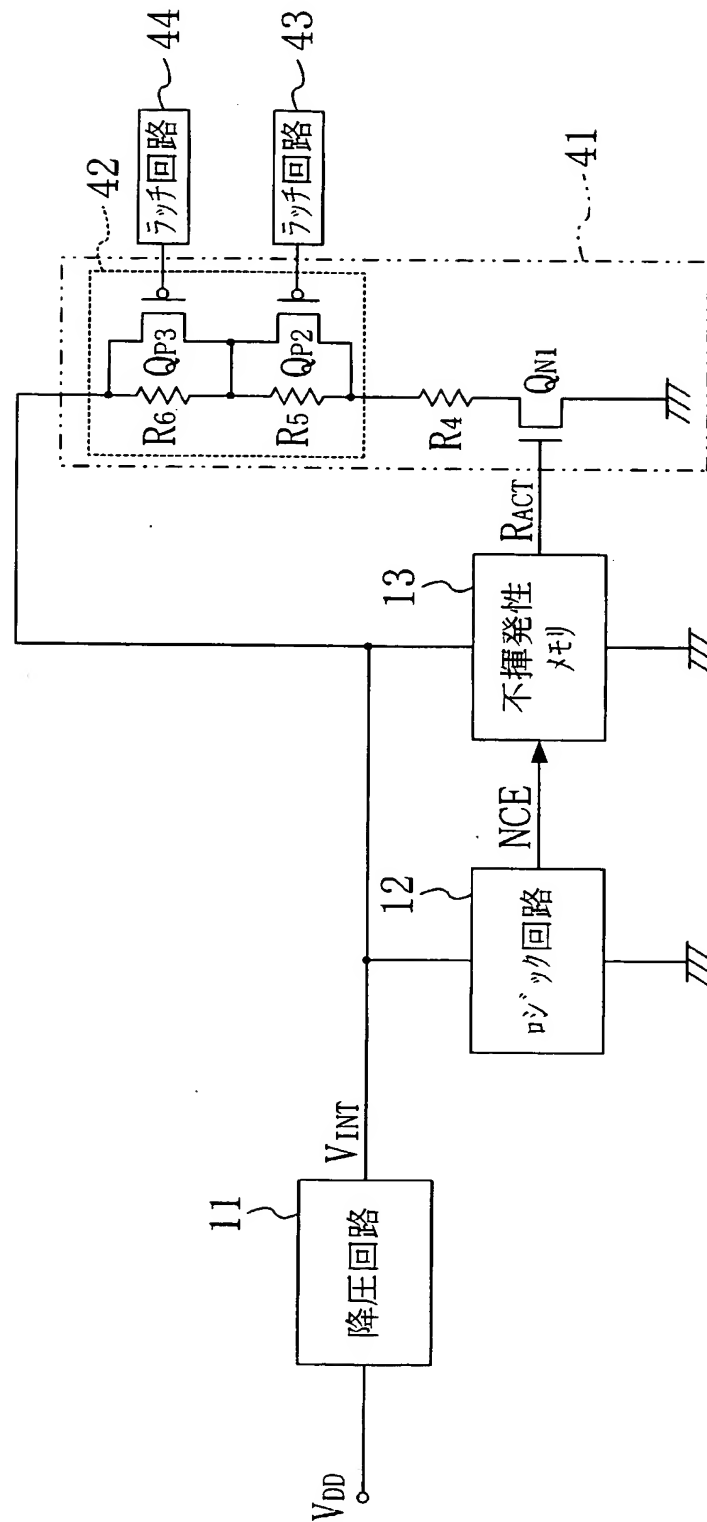 VDD
11
降圧回路
VINT
12
ロジック回路
NCE
13
不揮発性
メモリ
RACT
42
R6
QP3
ラッチ回路
44
R5
QP2
ラッチ回路
43
R4
QN1
41